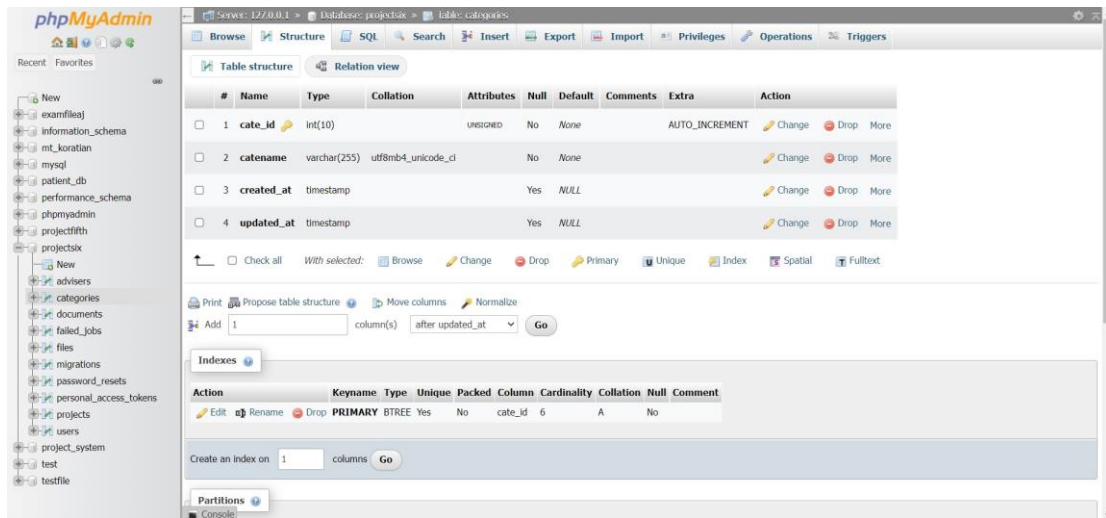 phpMyAdmin
Recent Favorites
New
examfileaj
information_schema
mt_koratian
mysql
patient_db
performance_schema
phpmyadmin
projectfifth
projectsix
New
advisers
categories
documents
failed_jobs
files
migrations
password_resets
personal_access_tokens
projects
users
project_system
test
testfile
Server: 127.0.0.1 » Database: projectsix » Table: categories
Browse Structure SQL Search Insert Export Import Privileges Operations Triggers
Table structure Relation view
# Name Type Collation Attributes Null Default Comments Extra Action
1 cate_id int(10) UNSIGNED No None AUTO_INCREMENT Change Drop More
2 catename varchar(255) utf8mb4_unicode_ci No None Change Drop More
3 created_at timestamp Yes NULL Change Drop More
4 updated_at timestamp Yes NULL Change Drop More
Check all With selected: Browse Change Drop Primary Unique Index Spatial Fulltext
Print Propose table structure Move columns Normalize
Add 1 column(s) after updated_at Go
Indexes
Action Keyname Type Unique Packed Column Cardinality Collation Null Comment
Edit Rename Drop PRIMARY BTREE Yes No cate_id 6 A No
Create an index on 1 columns Go
Partitions
Console